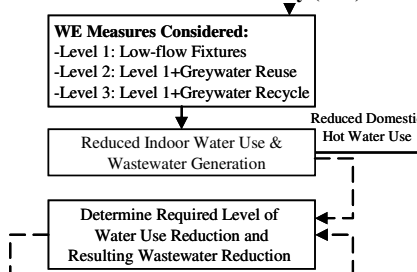 WE Measures Considered:
-Level 1: Low-flow Fixtures
-Level 2: Level 1+Greywater Reuse
-Level 3: Level 1+Greywater Recycle
Reduced Domestic
Hot Water Use
Reduced Indoor Water Use &
Wastewater Generation
Determine Required Level of
Water Use Reduction and
Resulting Wastewater Reduction